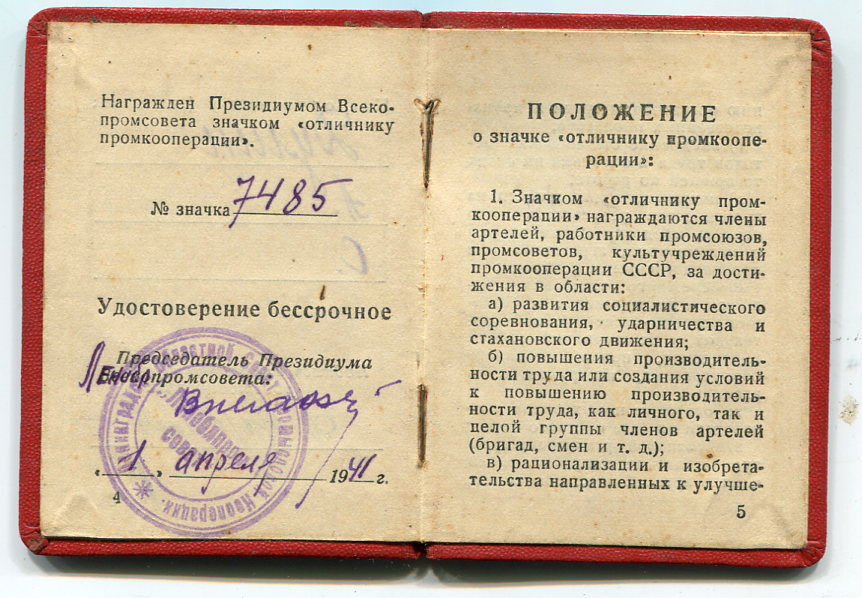 Награжден Президиумом Всеко-
промсовета значком «отличнику
промкооперации».
№ значка 7485
Удостоверение бессрочное
Председатель Президиума
промсовета:
«1» апреля 1941 г.
4
ПОЛОЖЕНИЕ
о значке «отличнику промкоопе-
рации»:
1. Значком «отличнику пром-
кооперации» награждаются члены
артелей, работники промсоюзов,
промсоветов, культучреждений
промкооперации СССР, за дости-
жения в области:
а) развития социалистического
соревнования, ударничества и
стахановского движения;
б) повышения производитель-
ности труда или создания условий
к повышению производитель-
ности труда, как личного, так и
целой группы членов артелей
(бригад, смен и т. д.);
в) рационализации и изобрета-
тельства направленных к улучше-
5